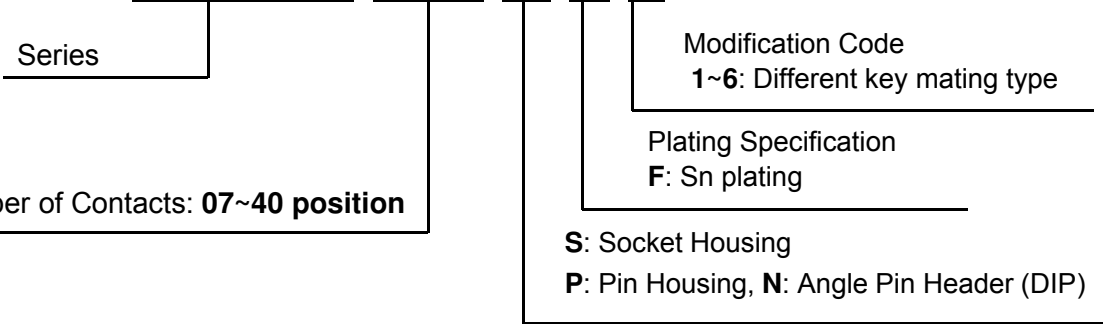 Series
Modification Code
1~6: Different key mating type
Plating Specification
F: Sn plating
of Contacts: 07~40 position
S: Socket Housing
P: Pin Housing, N: Angle Pin Header (DIP)